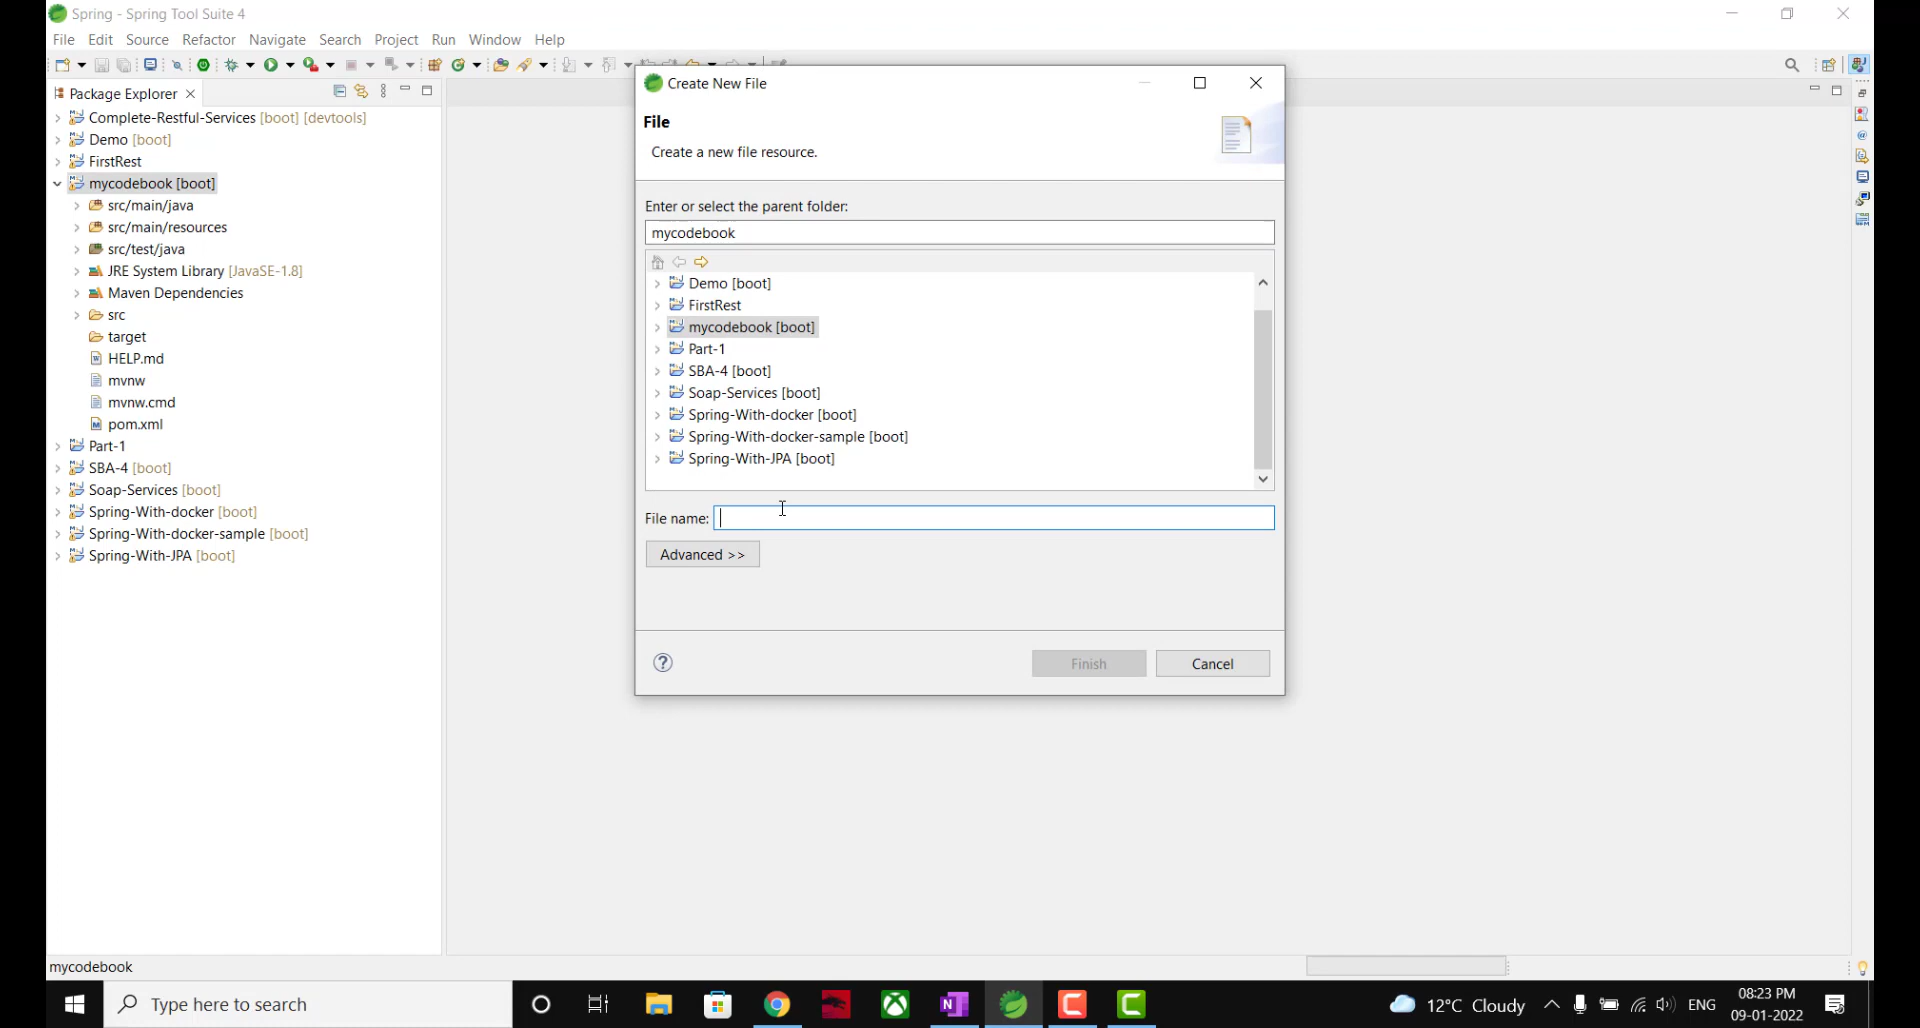 Spring - Spring Tool Suite 4
File Edit Source Refactor Navigate Search Project Run Window Help
Package Explorer
Complete-Restful-Services [boot] [devtools]
Demo [boot]
FirstRest
mycodebook [boot]
src/main/java
src/main/resources
src/test/java
JRE System Library [JavaSE-1.8]
Maven Dependencies
src
target
HELP.md
mvnw
mvnw.cmd
pom.xml
Part-1
SBA-4 [boot]
Soap-Services [boot]
Spring-With-docker [boot]
Spring-With-docker-sample [boot]
Spring-With-JPA [boot]
Create New File
File
Create a new file resource.
Enter or select the parent folder:
mycodebook
Demo [boot]
FirstRest
mycodebook [boot]
Part-1
SBA-4 [boot]
Soap-Services [boot]
Spring-With-docker [boot]
Spring-With-docker-sample [boot]
Spring-With-JPA [boot]
File name:
Advanced >>
Finish Cancel
mycodebook
Type here to search
12°C Cloudy
ENG
08:23 PM
09-01-2022